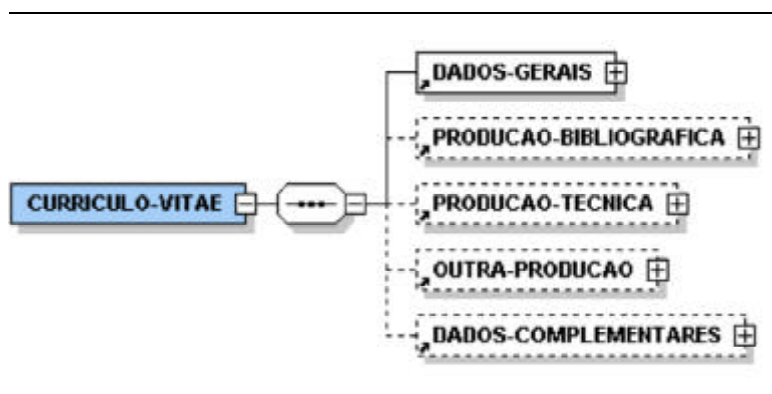 DADOS-GERAIS
PRODUCAO-BIBLIOGRAFICA
CURRICULO-VITAE
PRODUCAO-TECNICA
OUTRA-PRODUCAO
DADOS-COMPLEMENTARES